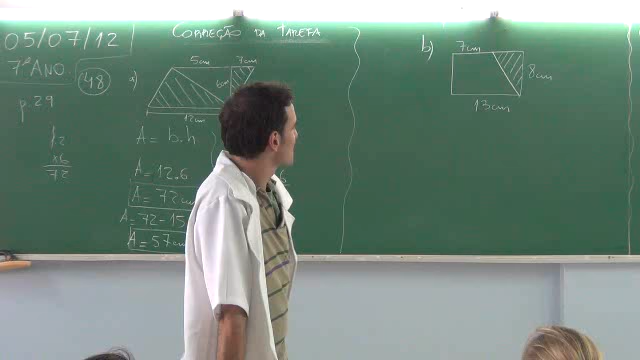 05/07/12
7º ANO
48
p.29
12
x6
72
CORREÇÃO DA TAREFA
a)
5cm
7cm
6cm
12cm
A = b.h
A = 12.6
A = 72cm
A = 72-15
A = 57cm
6
b)
7cm
8cm
13cm